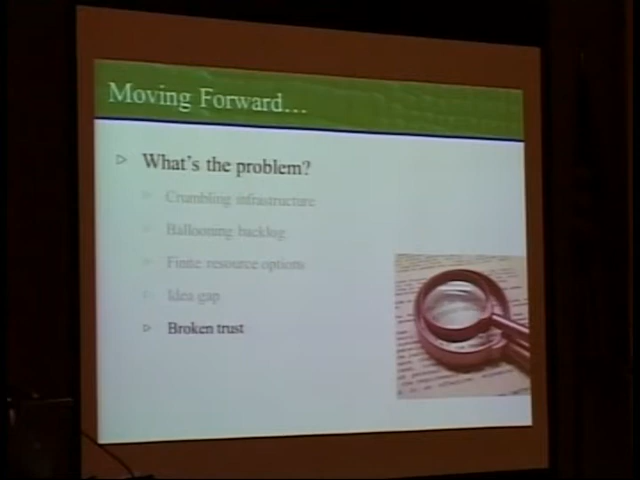 Moving Forward…
What's the problem?
Crumbling infrastructure
Ballooning backlog
Finite resource options
Idea gap
Broken trust